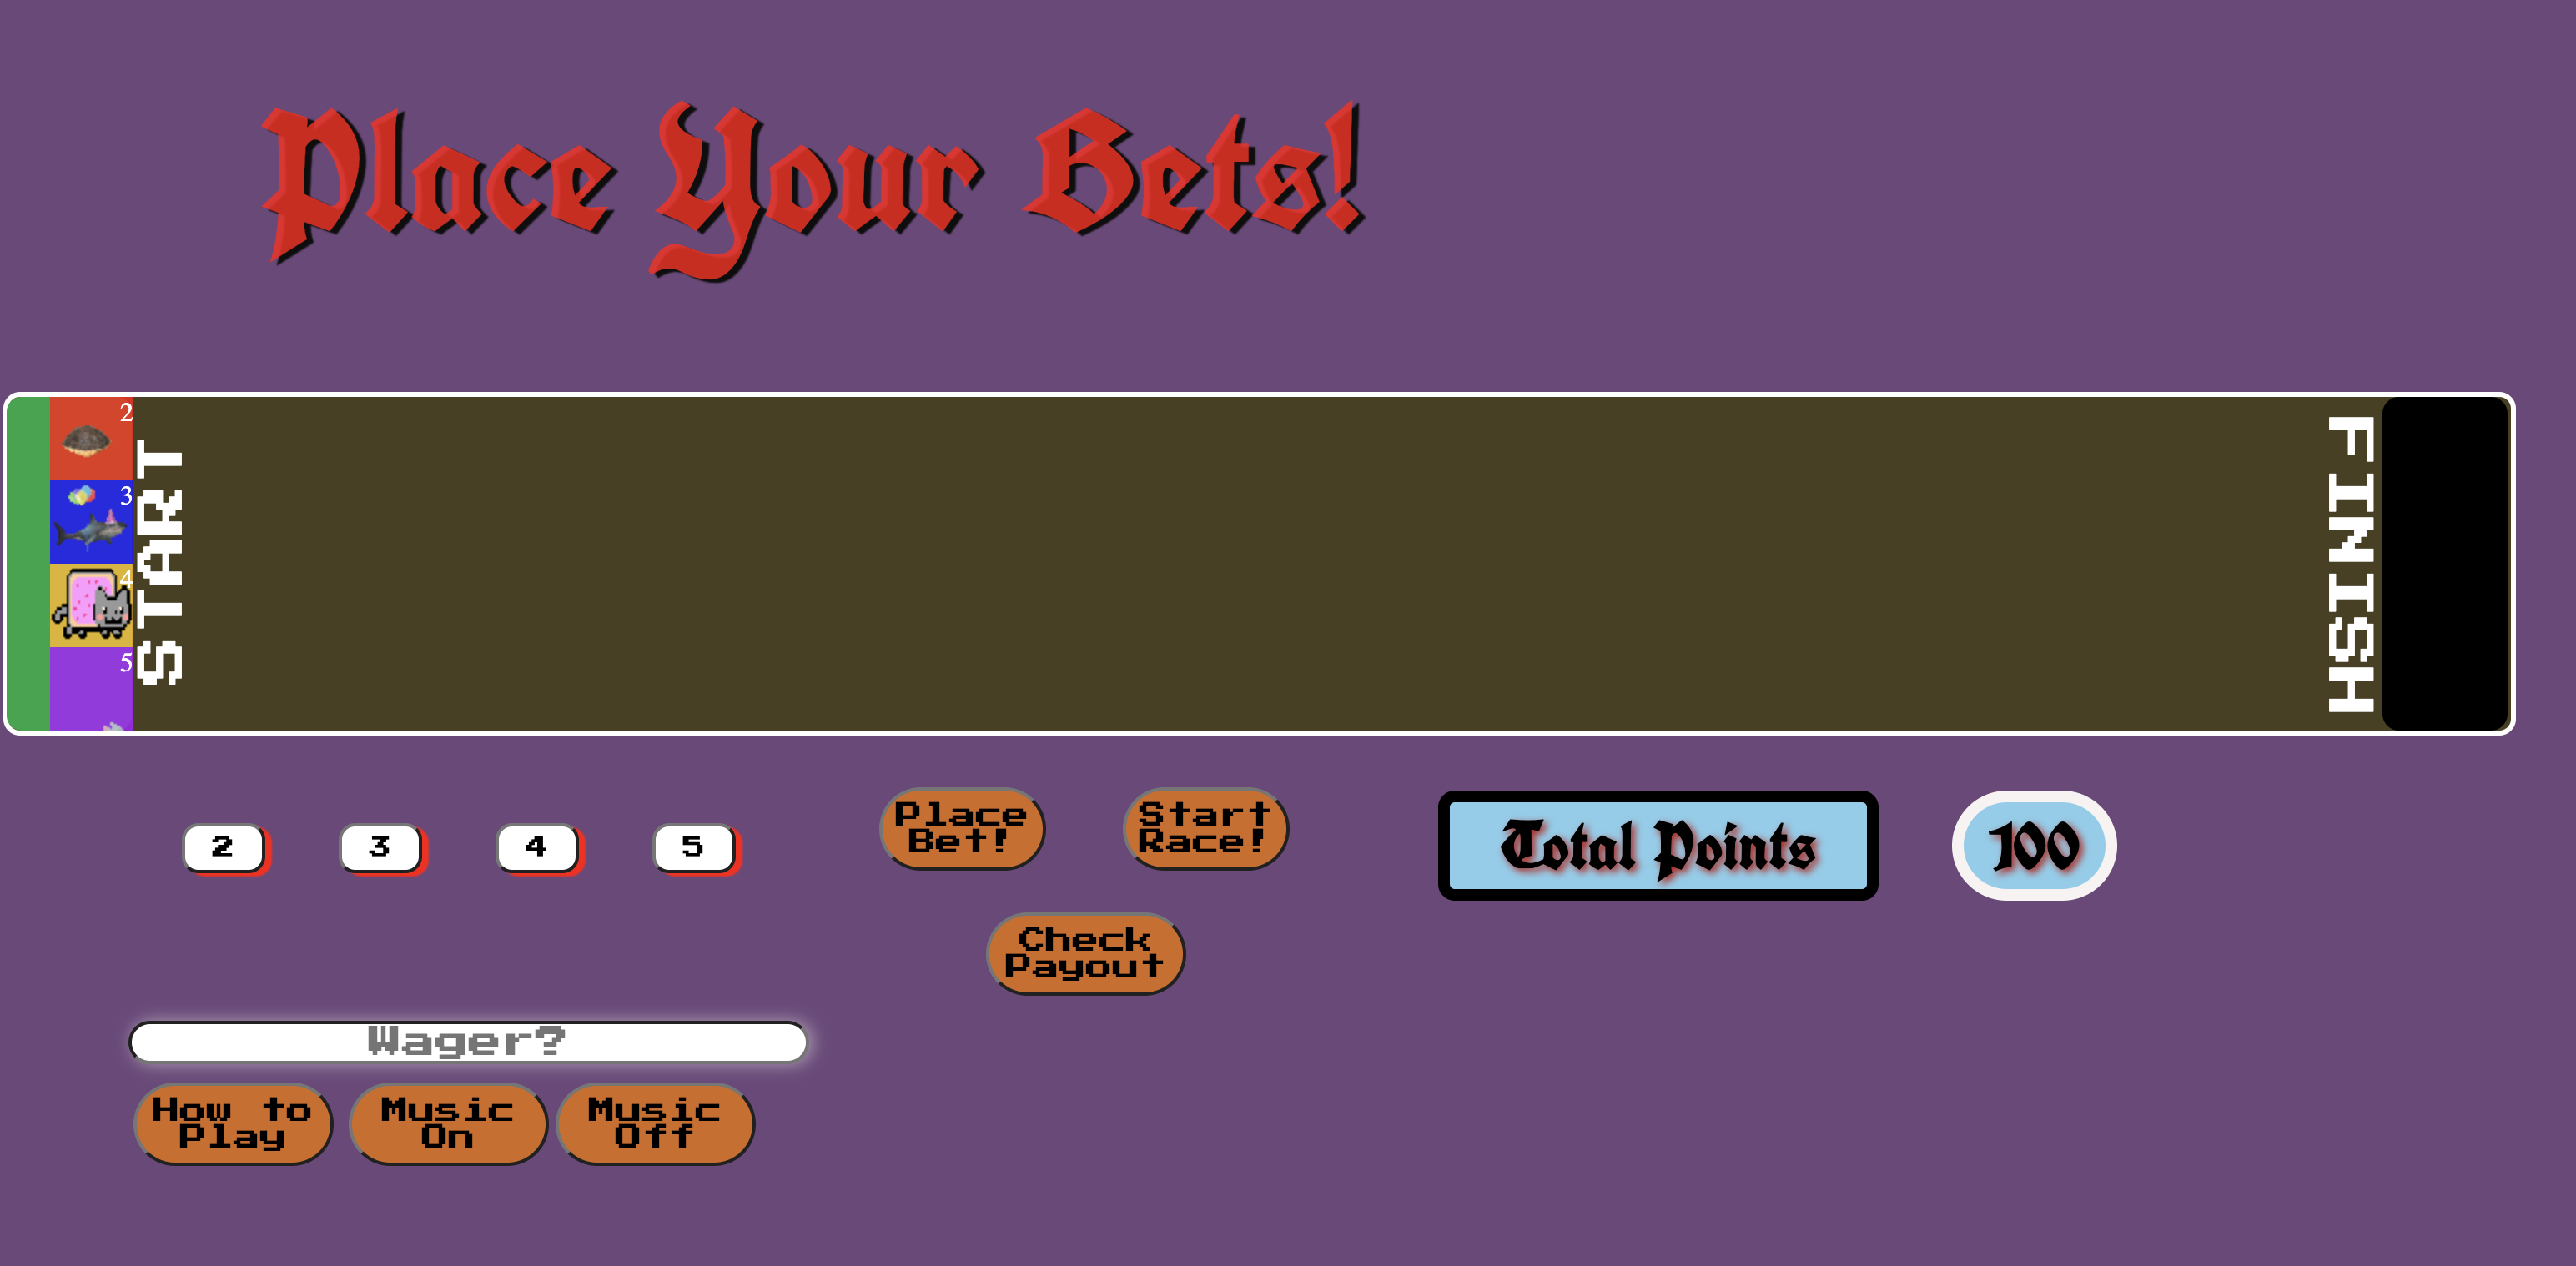 Place Your Bets!
2
3
4
5
START
FINISH
2
3
4
5
Place
Bet!
Start
Race!
Total Points
100
Check
Payout
Wager?
How to
Play
Music
On
Music
Off